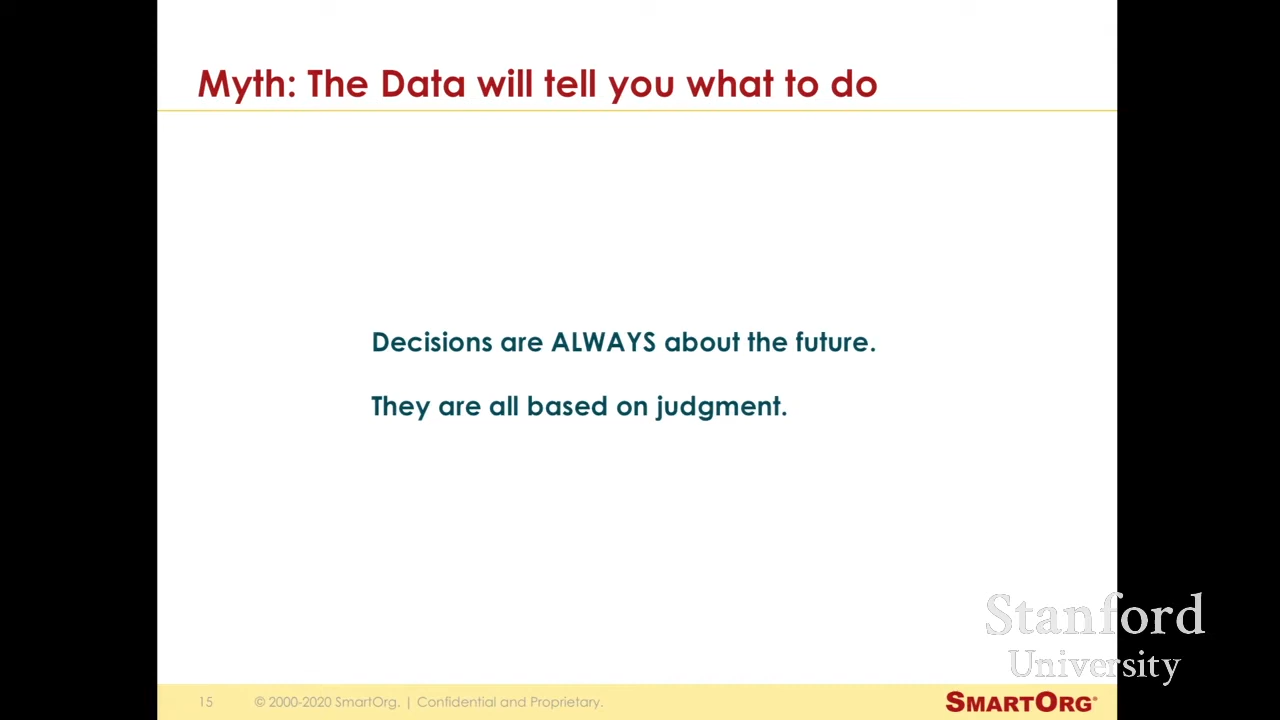 Myth: The Data will tell you what to do
Decisions are ALWAYS about the future.
They are all based on judgment.
Stanford
University
15 © 2000-2020 SmartOrg. | Confidential and Proprietary.
SMARTORG®